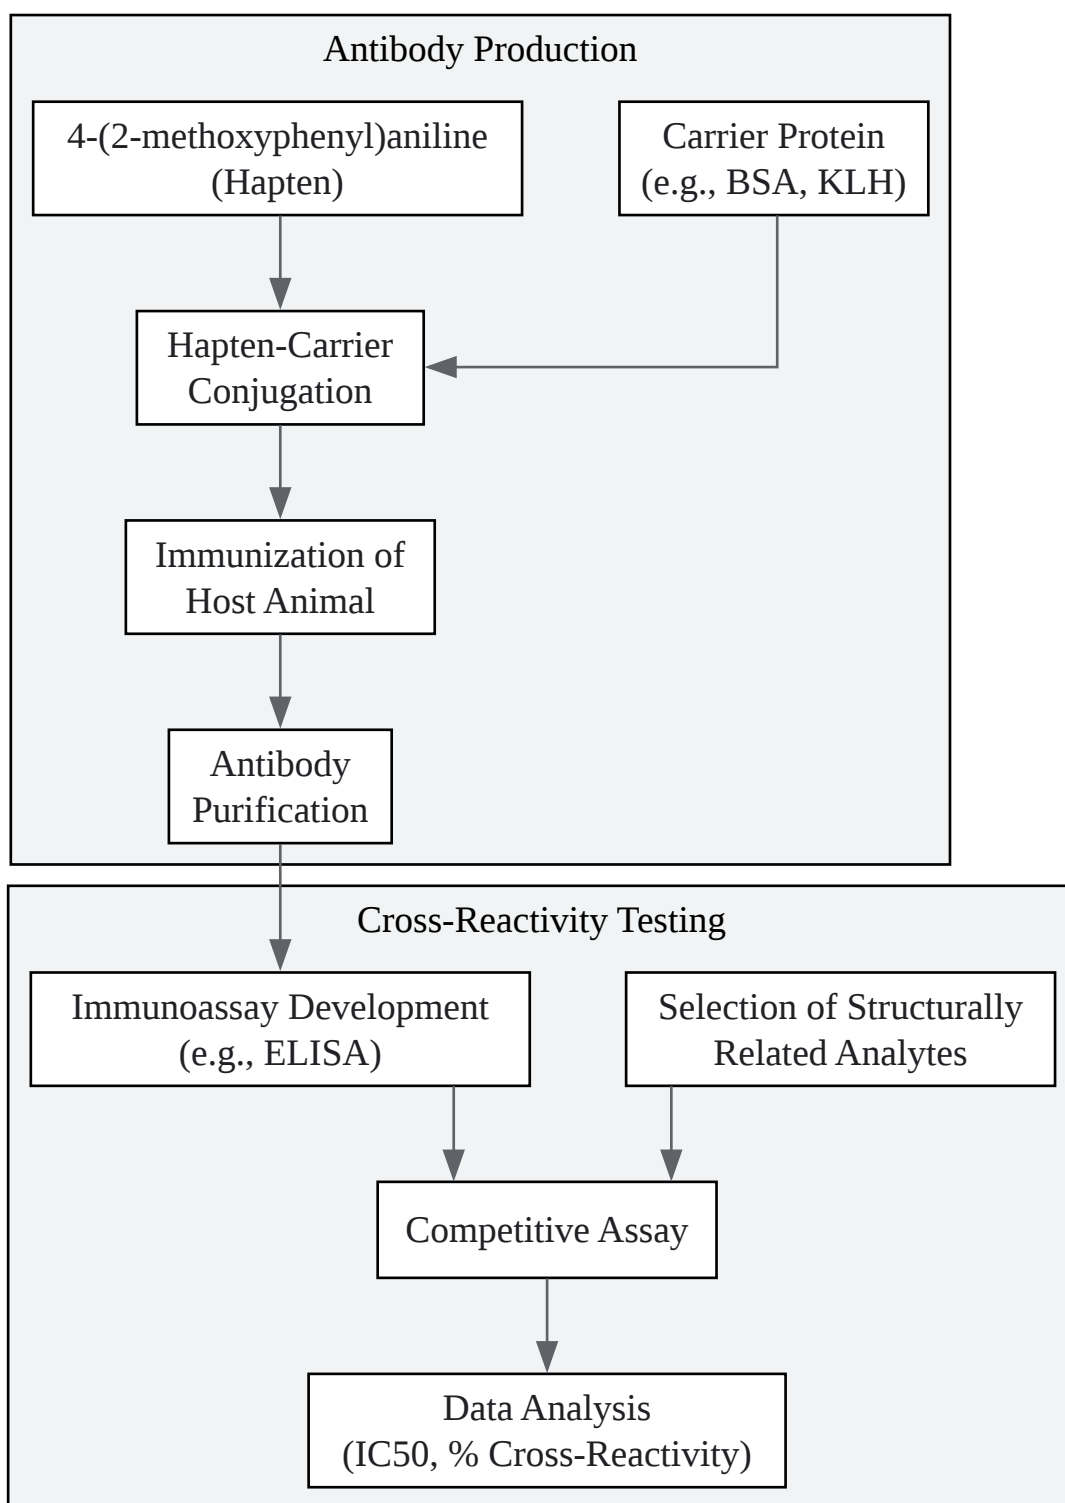 Antibody Production
4-(2-methoxyphenyl)aniline
(Hapten)
Carrier Protein
(e.g., BSA, KLH)
Hapten-Carrier
Conjugation
Immunization of
Host Animal
Antibody
Purification
Cross-Reactivity Testing
Immunoassay Development
(e.g., ELISA)
Selection of Structurally
Related Analytes
Competitive Assay
Data Analysis
(IC50, % Cross-Reactivity)